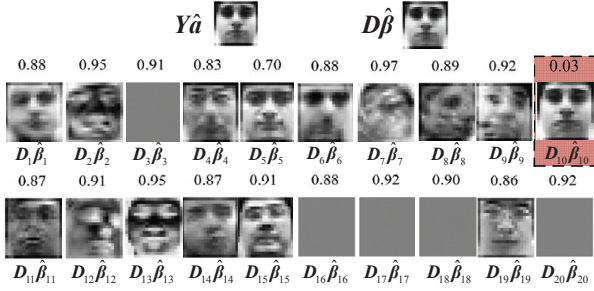 Yâ Dβ̂
0.88 0.95 0.91 0.83 0.70 0.88 0.97 0.89 0.92 0.03
D₁β̂₁ D₂β̂₂ D₃β̂₃ D₄β̂₄ D₅β̂₅ D₆β̂₆ D₇β̂₇ D₈β̂₈ D₉β̂₉ D₁₀β̂₁₀
0.87 0.91 0.95 0.87 0.91 0.88 0.92 0.90 0.86 0.92
D₁₁β̂₁₁ D₁₂β̂₁₂ D₁₃β̂₁₃ D₁₄β̂₁₄ D₁₅β̂₁₅ D₁₆β̂₁₆ D₁₇β̂₁₇ D₁₈β̂₁₈ D₁₉β̂₁₉ D₂₀β̂₂₀